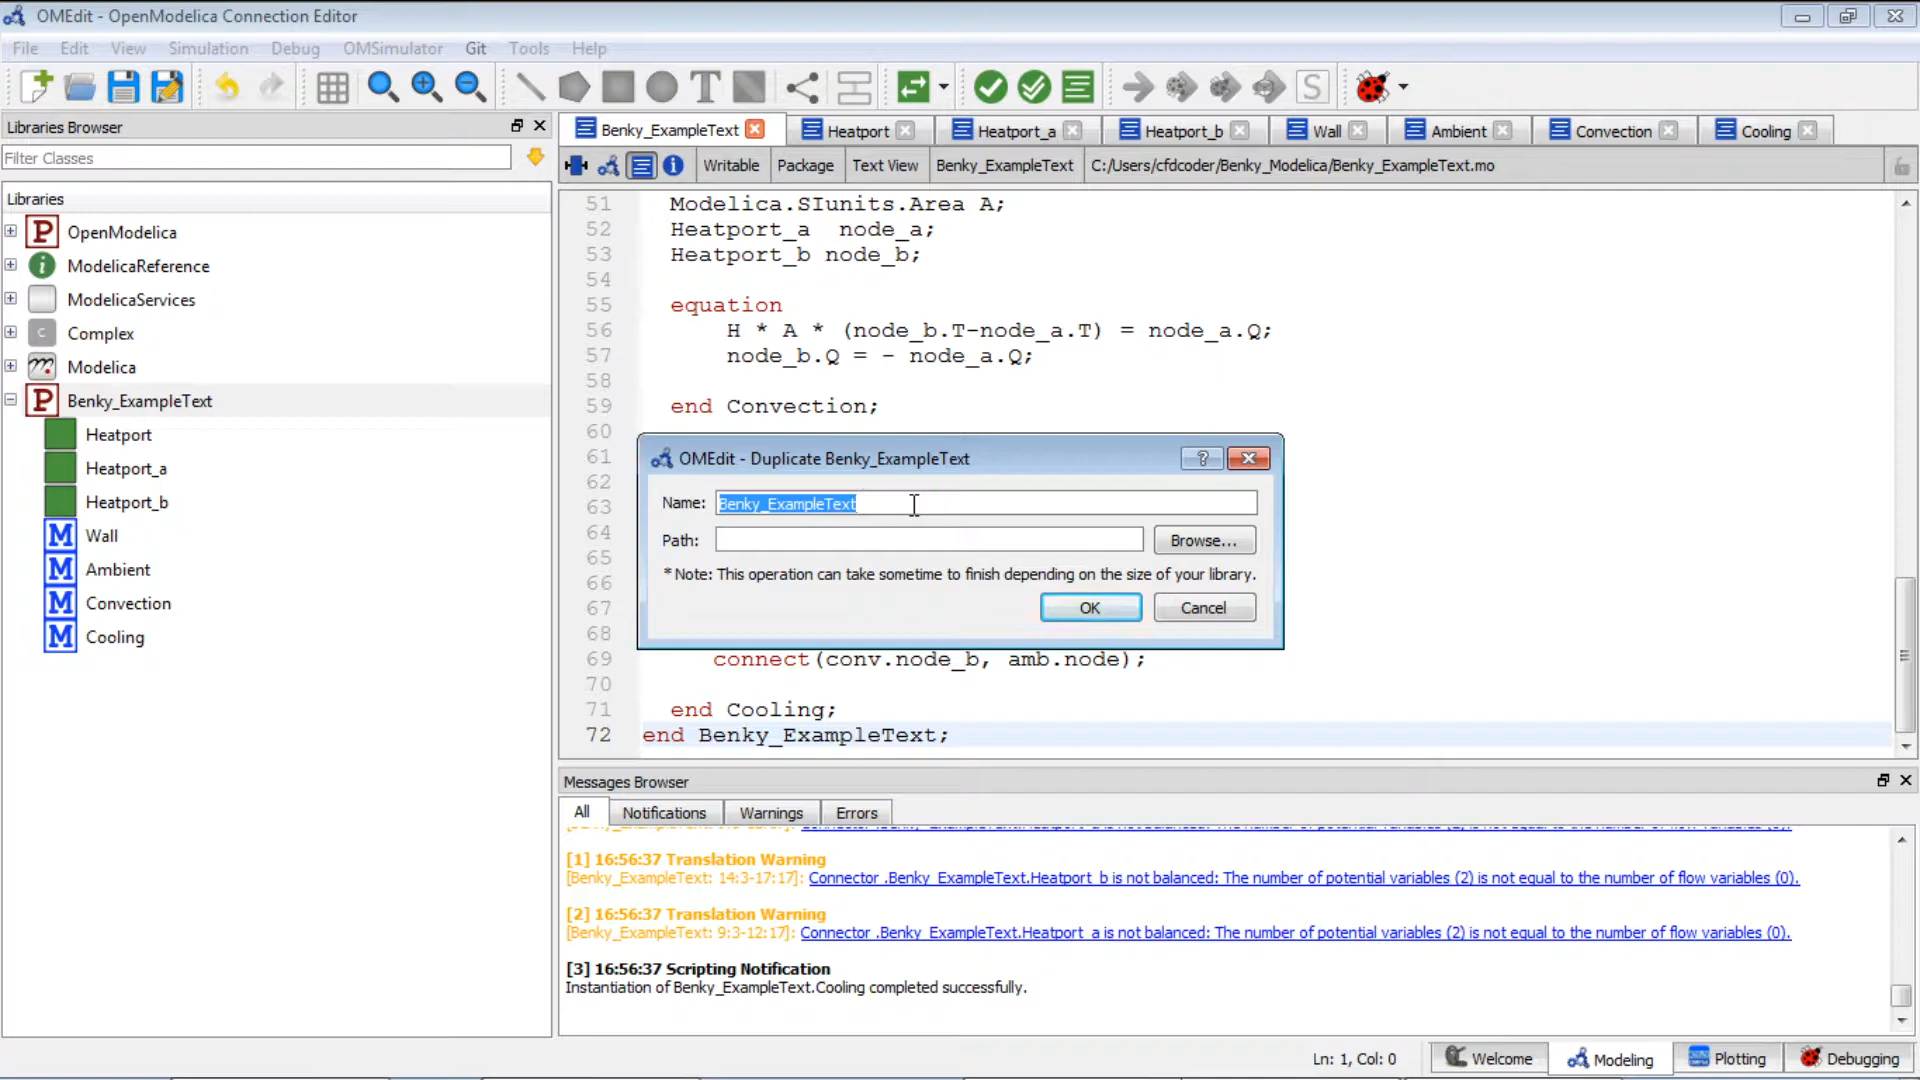 OMEdit - OpenModelica Connection Editor
File Edit View Simulation Debug OMSimulator Git Tools Help
T S
Libraries Browser
Filter Classes
Libraries
P OpenModelica
i ModelicaReference
ModelicaServices
C Complex
Modelica
P Benky_ExampleText
Heatport
Heatport_a
Heatport_b
M Wall
M Ambient
M Convection
M Cooling
Benky_ExampleText Heatport Heatport_a Heatport_b Wall Ambient Convection Cooling
Writable Package Text View Benky_ExampleText C:/Users/cfdcoder/Benky_Modelica/Benky_ExampleText.mo
51 Modelica.SIunits.Area A;
52 Heatport_a node_a;
53 Heatport_b node_b;
54
55 equation
56 H * A * (node_b.T-node_a.T) = node_a.Q;
57 node_b.Q = - node_a.Q;
58
59 end Convection;
60
61
62
63
64
65
66
67
68
69 connect(conv.node_b, amb.node);
70
71 end Cooling;
72 end Benky_ExampleText;
OMEdit - Duplicate Benky_ExampleText
?
Name: Benky_ExampleText
Path: Browse...
* Note: This operation can take sometime to finish depending on the size of your library.
OK Cancel
Messages Browser
All Notifications Warnings Errors
[1] 16:56:37 Translation Warning
[Benky_ExampleText: 14:3-17:17]: Connector .Benky_ExampleText.Heatport_b is not balanced: The number of potential variables (2) is not equal to the number of flow variables (0).
[2] 16:56:37 Translation Warning
[Benky_ExampleText: 9:3-12:17]: Connector .Benky_ExampleText.Heatport_a is not balanced: The number of potential variables (2) is not equal to the number of flow variables (0).
[3] 16:56:37 Scripting Notification
Instantiation of Benky_ExampleText.Cooling completed successfully.
Ln: 1, Col: 0 Welcome Modeling Plotting Debugging